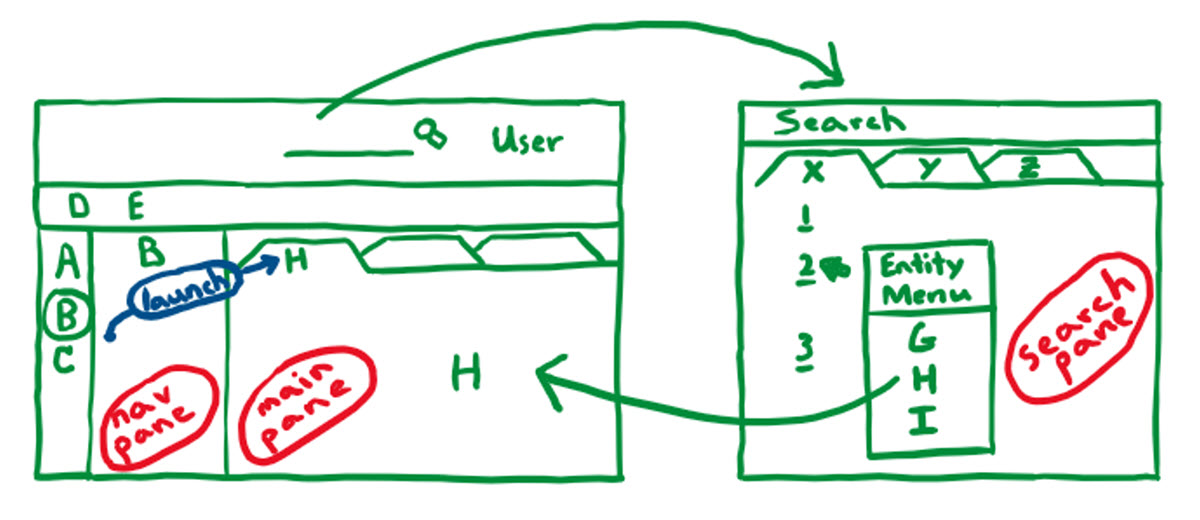 User
D E
A
B
C
B
launch
H
H
nav
pane
main
pane
Search
X Y Z
1
2
3
Entity
Menu
G
H
I
Search
pane